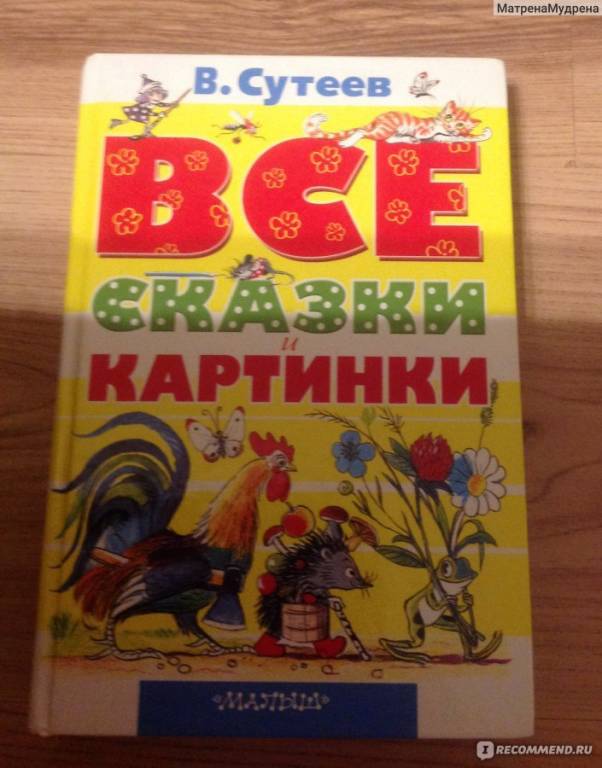 МатренаМудрена
В. Сутеев
ВСЕ
СКАЗКИ
и
КАРТИНКИ
«МАЛЫШ»
I RECOMMEND.RU